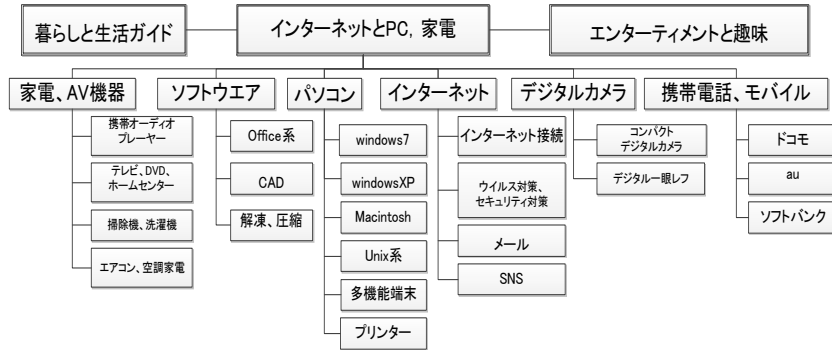 暮らしと生活ガイド
インターネットとPC, 家電
エンターティメントと趣味
家電、AV機器
ソフトウエア
パソコン
インターネット
デジタルカメラ
携帯電話、モバイル
携帯オーディオ
プレーヤー
テレビ、DVD、
ホームセンター
掃除機、洗濯機
エアコン、空調家電
Office系
CAD
解凍、圧縮
windows7
windowsXP
Macintosh
Unix系
多機能端末
プリンター
インターネット接続
ウイルス対策、
セキュリティ対策
メール
SNS
コンパクト
デジタルカメラ
デジタル一眼レフ
ドコモ
au
ソフトバンク